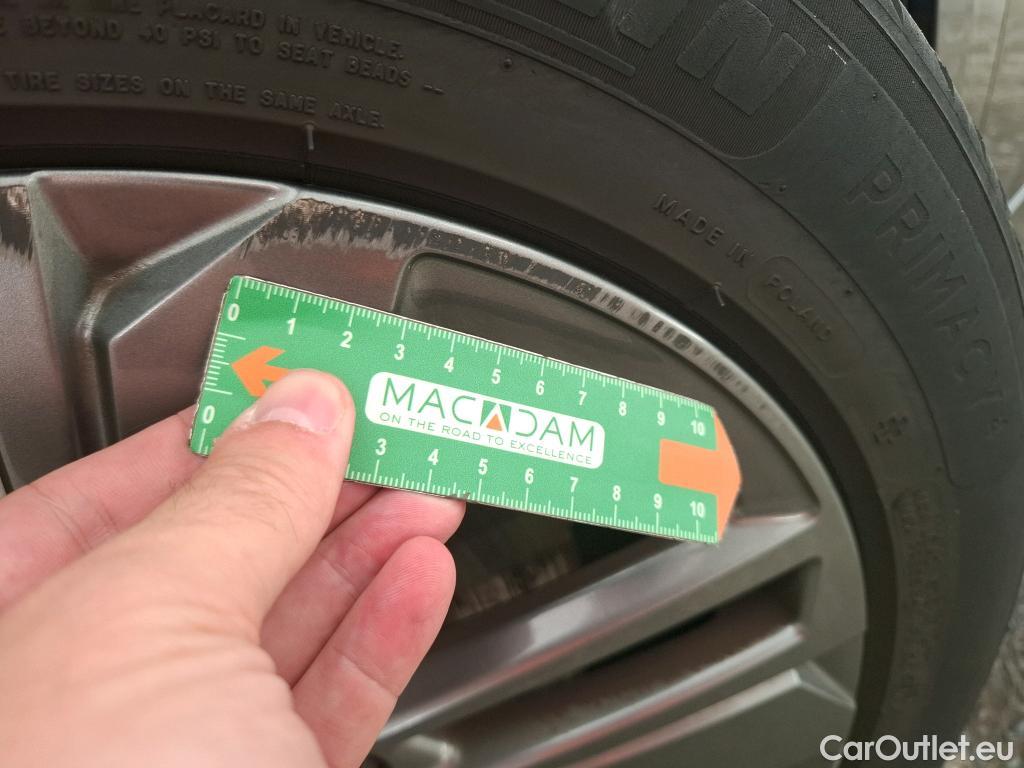 PLACARD IN VEHICLE.
BEYOND 40 PSI TO SEAT BEADS --
TIRE SIZES ON THE SAME AXLE.
PRIMACY 4
MADE IN POLAND
0 1 2 3 4 5 6 7 8 9 10
MACADAM
ON THE ROAD TO EXCELLENCE
0 3 4 5 6 7 8 9 10
CarOutlet.eu